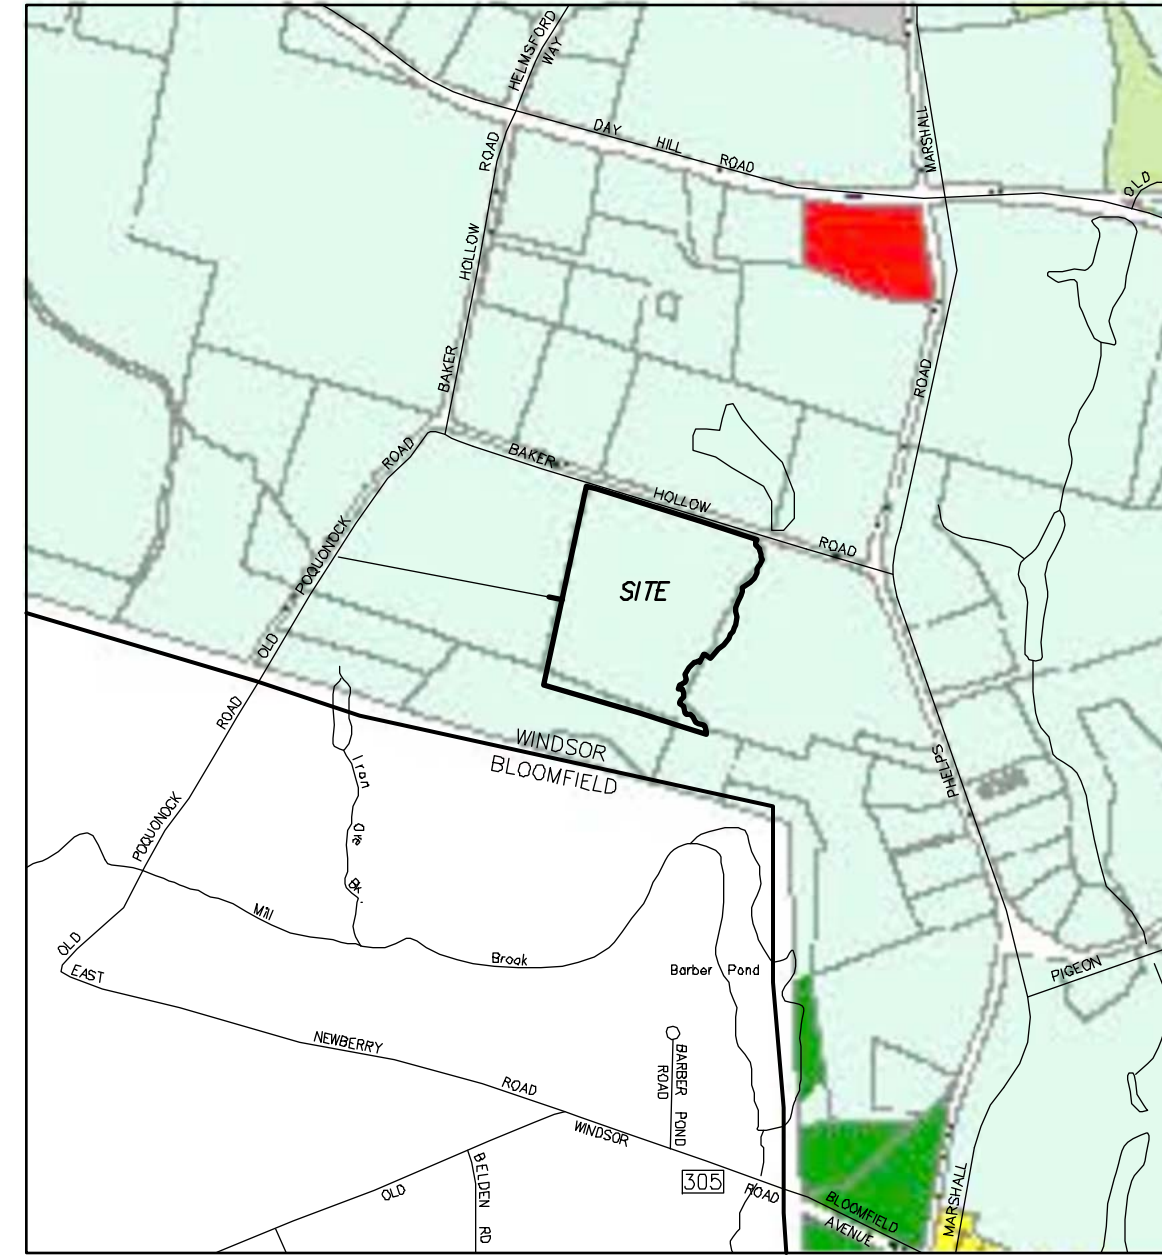 HELMSFORD
WAY
DAY HILL ROAD
MARSHALL
ROAD
OLD
ROAD
HOLLOW
BAKER
BAKER HOLLOW ROAD
ROAD
POQUONOCK
OLD
SITE
WINDSOR
BLOOMFIELD
PHELPS
ROAD
POQUONOCK
OLD
Iron
Ore
Bk.
Mill Brook
Barber Pond
PIGEON
EAST NEWBERRY ROAD
BARBER POND
ROAD
WINDSOR ROAD
305
OLD
BELDEN RD
BLOOMFIELD
AVENUE
MARSHALL